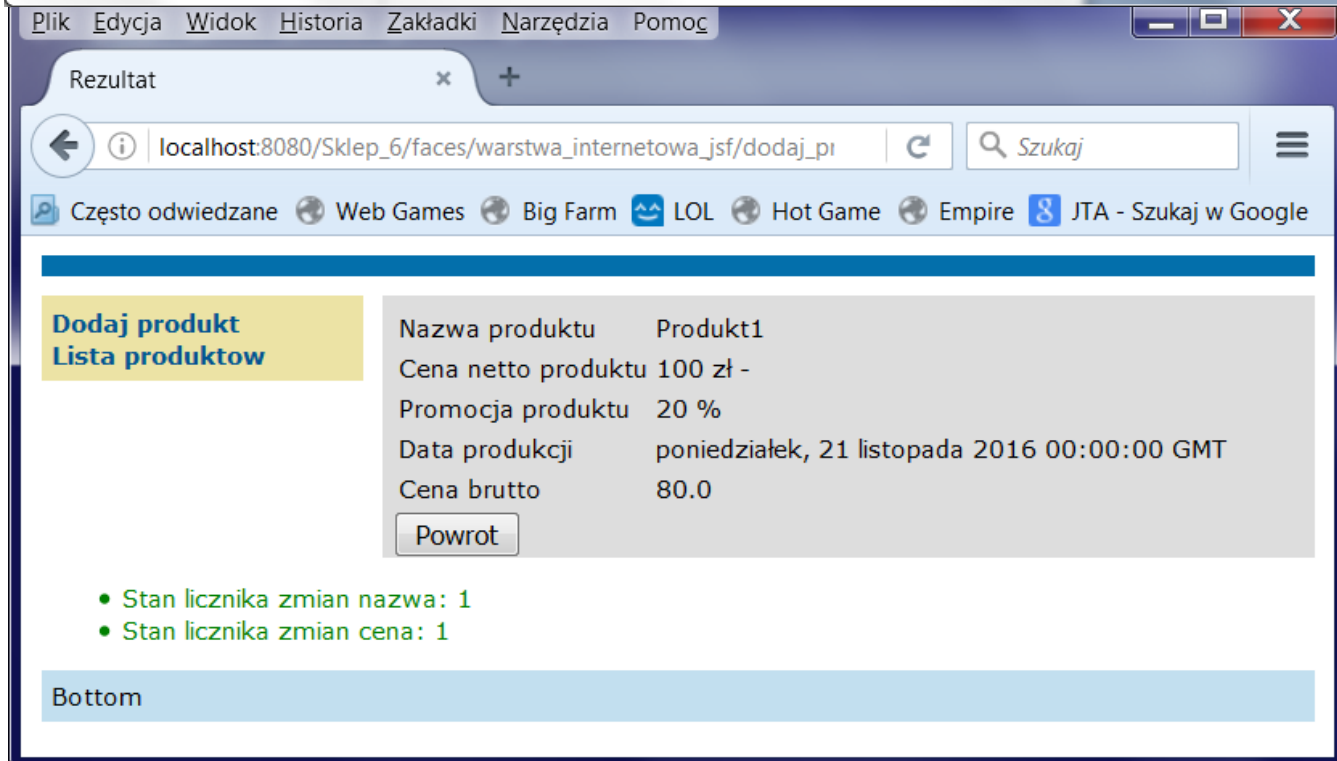 Plik Edycja Widok Historia Zakładki Narzędzia Pomoc
Rezultat
localhost:8080/Sklep_6/faces/warstwa_internetowa_jsf/dodaj_pr
Szukaj
Często odwiedzane Web Games Big Farm LOL Hot Game Empire JTA - Szukaj w Google
Dodaj produkt
Lista produktow
Nazwa produktu Produkt1
Cena netto produktu 100 zł -
Promocja produktu 20 %
Data produkcji poniedziałek, 21 listopada 2016 00:00:00 GMT
Cena brutto 80.0
Powrot
Stan licznika zmian nazwa: 1
Stan licznika zmian cena: 1
Bottom